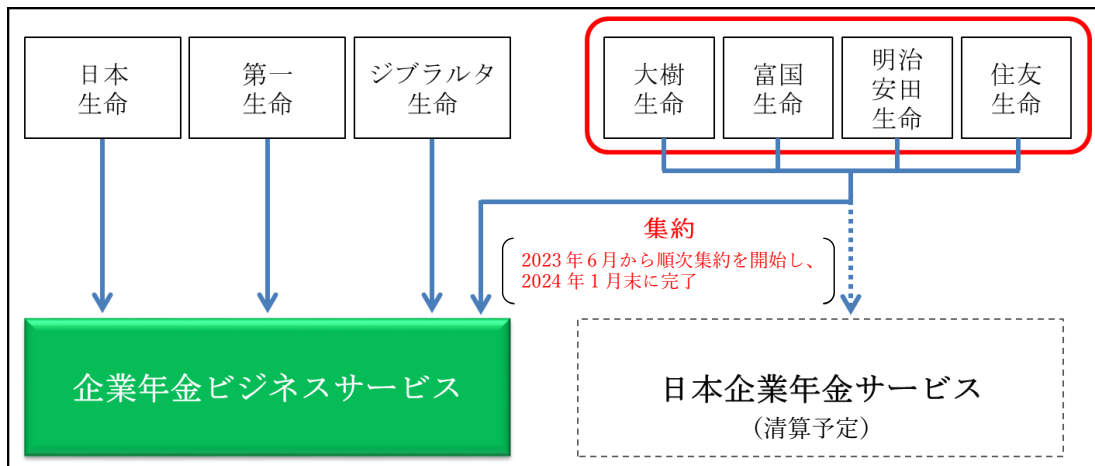 日本
生命
第一
生命
ジブラルタ
生命
大樹
生命
富国
生命
明治
安田
生命
住友
生命
集約
2023年6月から順次集約を開始し、
2024年1月末に完了
企業年金ビジネスサービス
日本企業年金サービス
（清算予定）